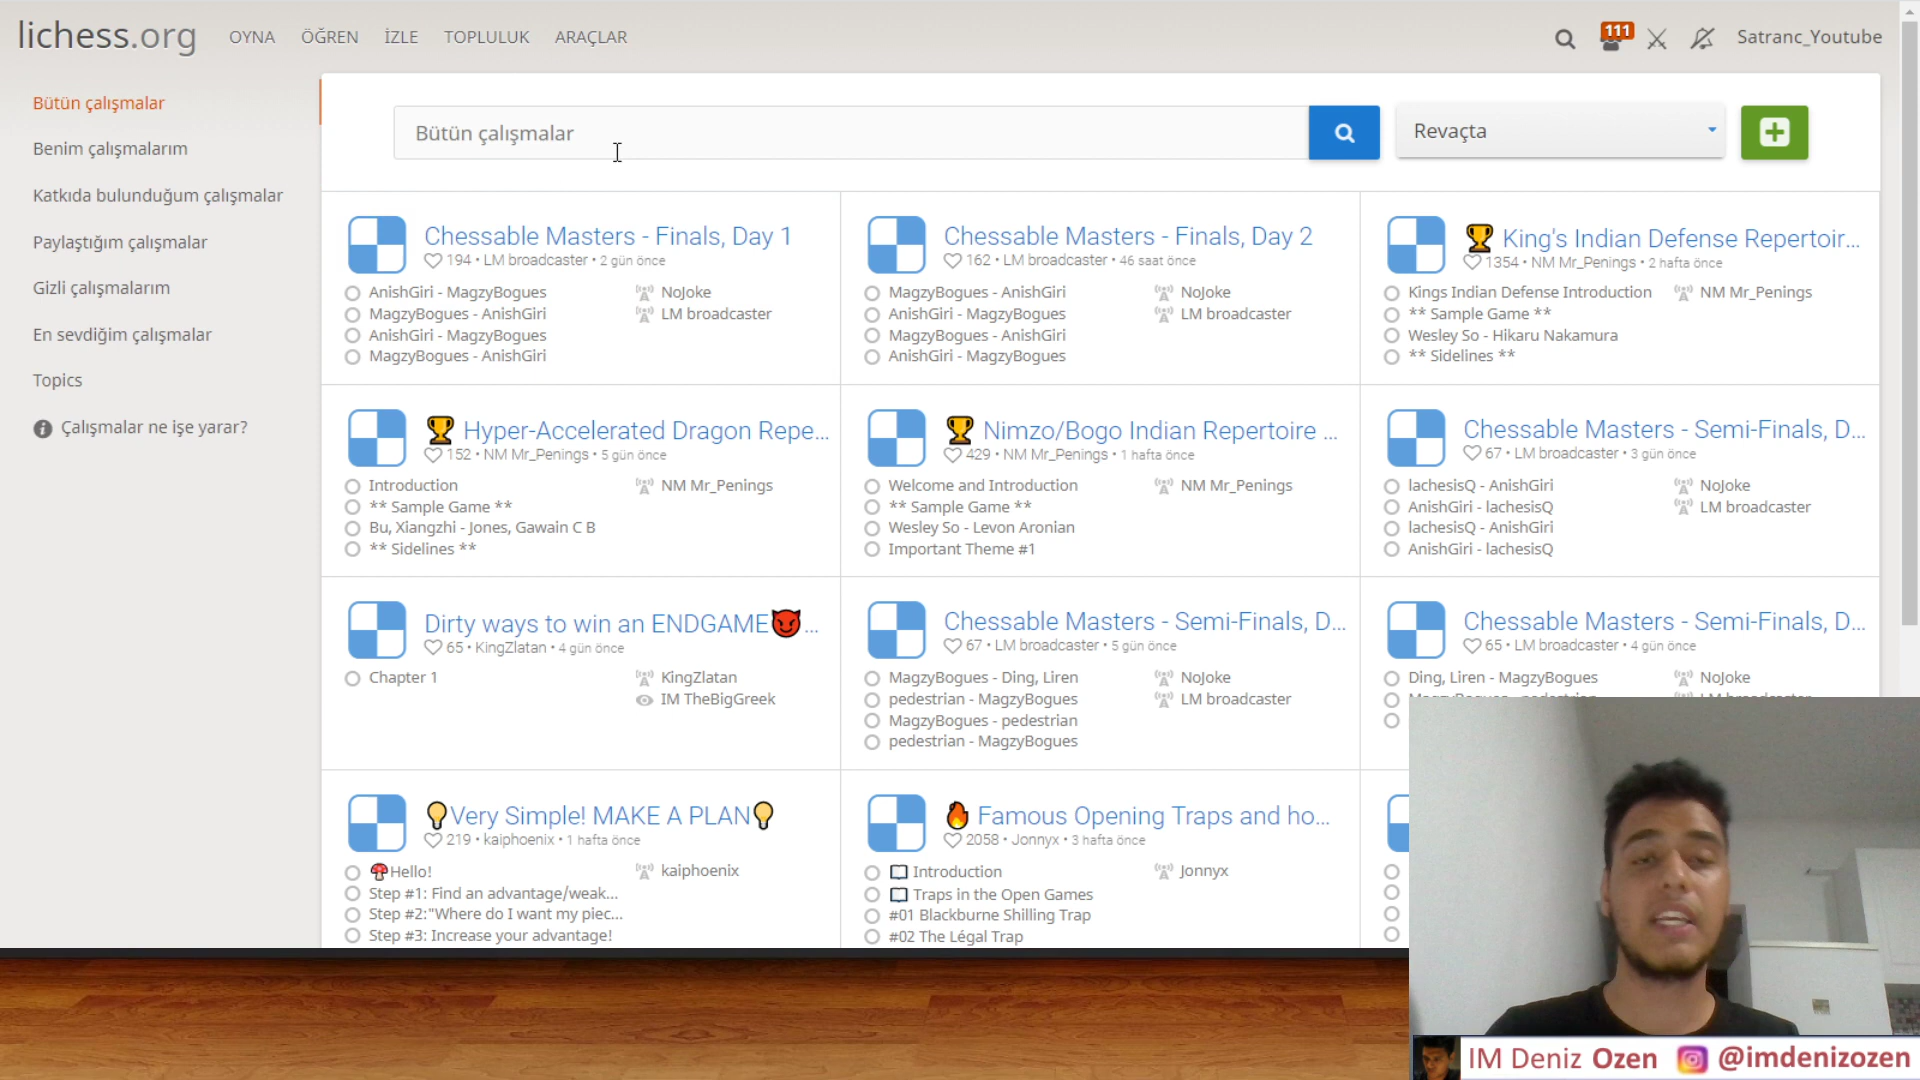 lichess.org OYNA ÖĞREN İZLE TOPLULUK ARAÇLAR 111 Satranc_Youtube
Bütün çalışmalar
Benim çalışmalarım
Katkıda bulunduğum çalışmalar
Paylaştığım çalışmalar
Gizli çalışmalarım
En sevdiğim çalışmalar
Topics
Çalışmalar ne işe yarar?
Bütün çalışmalar
Revaçta
Chessable Masters - Finals, Day 1
194 • LM broadcaster • 2 gün önce
AnishGiri - MagzyBogues
MagzyBogues - AnishGiri
AnishGiri - MagzyBogues
MagzyBogues - AnishGiri
NoJoke
LM broadcaster
Chessable Masters - Finals, Day 2
162 • LM broadcaster • 46 saat önce
MagzyBogues - AnishGiri
AnishGiri - MagzyBogues
MagzyBogues - AnishGiri
AnishGiri - MagzyBogues
NoJoke
LM broadcaster
🏆 King's Indian Defense Repertoir...
1354 • NM Mr_Penings • 2 hafta önce
Kings Indian Defense Introduction
** Sample Game **
Wesley So - Hikaru Nakamura
** Sidelines **
NM Mr_Penings
🏆 Hyper-Accelerated Dragon Repe...
152 • NM Mr_Penings • 5 gün önce
Introduction
** Sample Game **
Bu, Xiangzhi - Jones, Gawain C B
** Sidelines **
NM Mr_Penings
🏆 Nimzo/Bogo Indian Repertoire ...
429 • NM Mr_Penings • 1 hafta önce
Welcome and Introduction
** Sample Game **
Wesley So - Levon Aronian
Important Theme #1
NM Mr_Penings
Chessable Masters - Semi-Finals, D...
67 • LM broadcaster • 3 gün önce
lachesisQ - AnishGiri
AnishGiri - lachesisQ
lachesisQ - AnishGiri
AnishGiri - lachesisQ
NoJoke
LM broadcaster
Dirty ways to win an ENDGAME😈...
65 • KingZlatan • 4 gün önce
Chapter 1
KingZlatan
IM TheBigGreek
Chessable Masters - Semi-Finals, D...
67 • LM broadcaster • 5 gün önce
MagzyBogues - Ding, Liren
pedestrian - MagzyBogues
MagzyBogues - pedestrian
pedestrian - MagzyBogues
NoJoke
LM broadcaster
Chessable Masters - Semi-Finals, D...
65 • LM broadcaster • 4 gün önce
Ding, Liren - MagzyBogues
NoJoke
💡Very Simple! MAKE A PLAN💡
219 • kaiphoenix • 1 hafta önce
🍄Hello!
Step #1: Find an advantage/weak...
Step #2:"Where do I want my piec...
Step #3: Increase your advantage!
kaiphoenix
🔥 Famous Opening Traps and ho...
2058 • Jonnyx • 3 hafta önce
📖 Introduction
📖 Traps in the Open Games
#01 Blackburne Shilling Trap
#02 The Légal Trap
Jonnyx
IM Deniz Ozen @imdenizozen